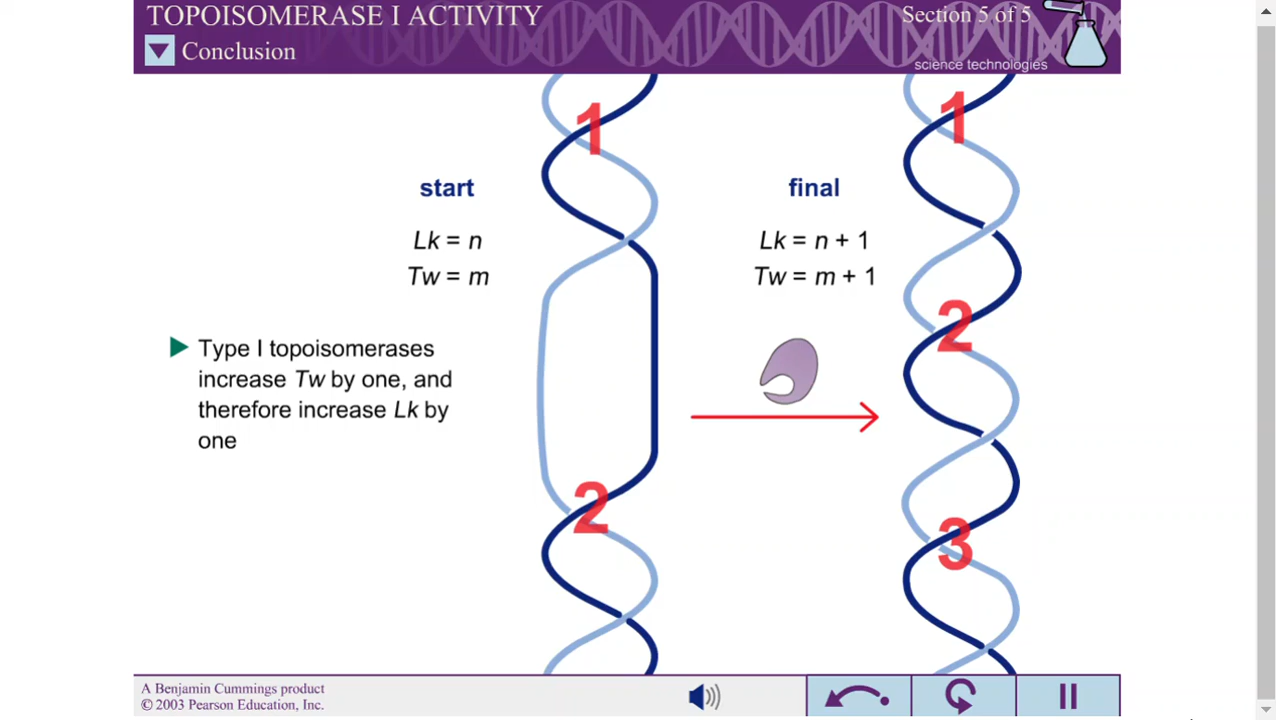 TOPOISOMERASE I ACTIVITY
Section 5 of 5
Conclusion
science technologies
1
1
start
final
Lk = n
Lk = n + 1
Tw = m
Tw = m + 1
2
Type I topoisomerases
increase Tw by one, and
therefore increase Lk by
one
2
3
A Benjamin Cummings product
© 2003 Pearson Education, Inc.